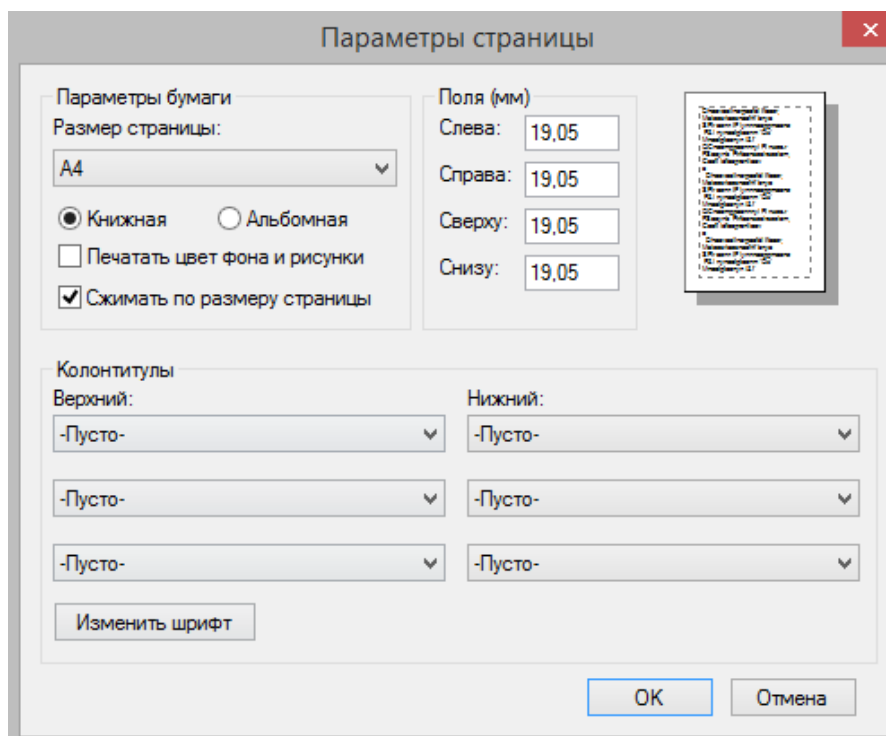 Параметры страницы
Параметры бумаги
Размер страницы:
A4
Книжная Альбомная
Печатать цвет фона и рисунки
Сжимать по размеру страницы
Поля (мм)
Слева: 19,05
Справа: 19,05
Сверху: 19,05
Снизу: 19,05
Колонтитулы
Верхний: Нижний:
-Пусто- -Пусто-
-Пусто- -Пусто-
-Пусто- -Пусто-
Изменить шрифт
OK Отмена